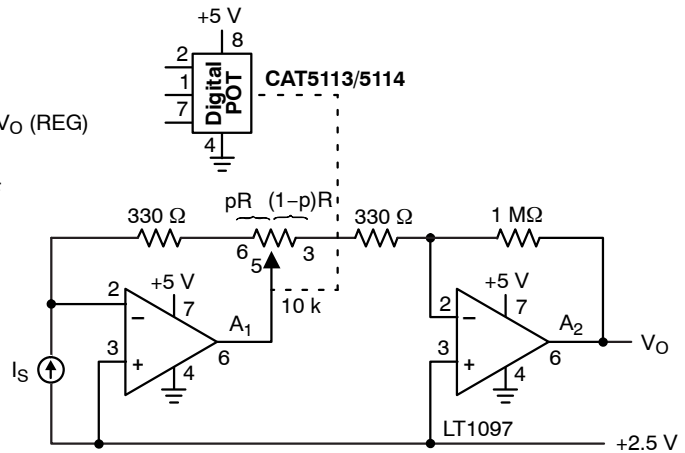 +5 V
8
2
1
7
4
Digital
POT
CAT5113/5114
VO (REG)
pR (1−p)R
330 Ω
6
5
3
330 Ω
1 MΩ
10 k
2
+5 V
7
−
3
+
A1
6
4
IS
2
+5 V
7
−
3
+
A2
6
4
VO
LT1097
+2.5 V